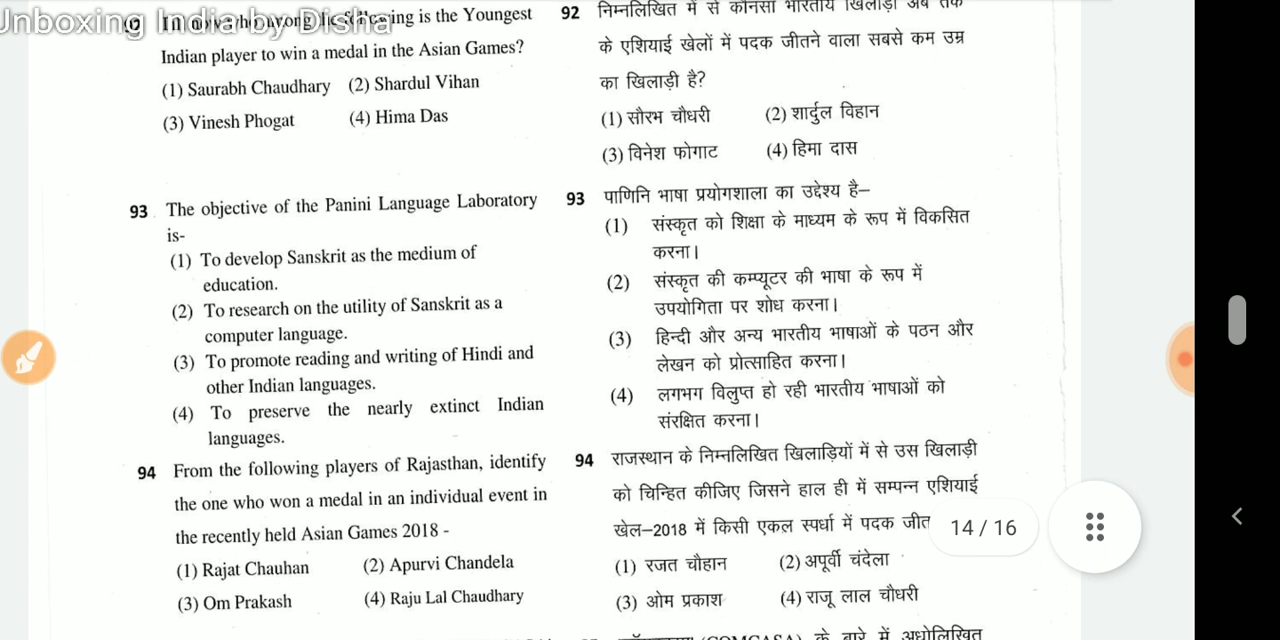 Unboxing India by Disha
is the Youngest
Indian player to win a medal in the Asian Games?
(1) Saurabh Chaudhary (2) Shardul Vihan
(3) Vinesh Phogat (4) Hima Das
93 The objective of the Panini Language Laboratory
is-
(1) To develop Sanskrit as the medium of
education.
(2) To research on the utility of Sanskrit as a
computer language.
(3) To promote reading and writing of Hindi and
other Indian languages.
(4) To preserve the nearly extinct Indian
languages.
94 From the following players of Rajasthan, identify
the one who won a medal in an individual event in
the recently held Asian Games 2018 -
(1) Rajat Chauhan (2) Apurvi Chandela
(3) Om Prakash (4) Raju Lal Chaudhary
92 निम्नलिखित में से कौनसा भारतीय खिलाड़ी अब तक
के एशियाई खेलों में पदक जीतने वाला सबसे कम उम्र
का खिलाड़ी है?
(1) सौरभ चौधरी (2) शार्दुल विहान
(3) विनेश फोगाट (4) हिमा दास
93 पाणिनि भाषा प्रयोगशाला का उद्देश्य है–
(1) संस्कृत को शिक्षा के माध्यम के रूप में विकसित
करना।
(2) संस्कृत की कम्प्यूटर की भाषा के रूप में
उपयोगिता पर शोध करना।
(3) हिन्दी और अन्य भारतीय भाषाओं के पठन और
लेखन को प्रोत्साहित करना।
(4) लगभग विलुप्त हो रही भारतीय भाषाओं को
संरक्षित करना।
94 राजस्थान के निम्नलिखित खिलाड़ियों में से उस खिलाड़ी
को चिन्हित कीजिए जिसने हाल ही में सम्पन्न एशियाई
खेल–2018 में किसी एकल स्पर्धा में पदक जीत
(1) रजत चौहान (2) अपूर्वी चंदेला
(3) ओम प्रकाश (4) राजू लाल चौधरी
(COMCASA) के बारे में अधोलिखित
14 / 16